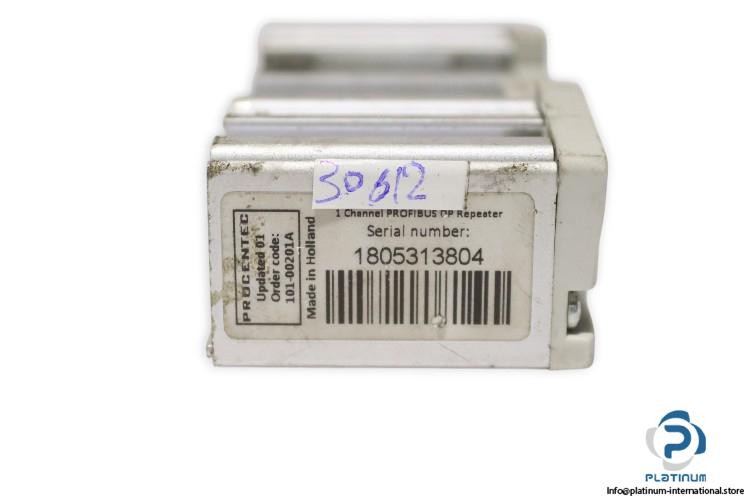 30612
1 Channel PROFIBUS DP Repeater
Serial number:
1805313804
PROCENTEC
Updated 01
Order code:
101-00201A
Made in Holland
PLATINUM
Info@platinum-international.store